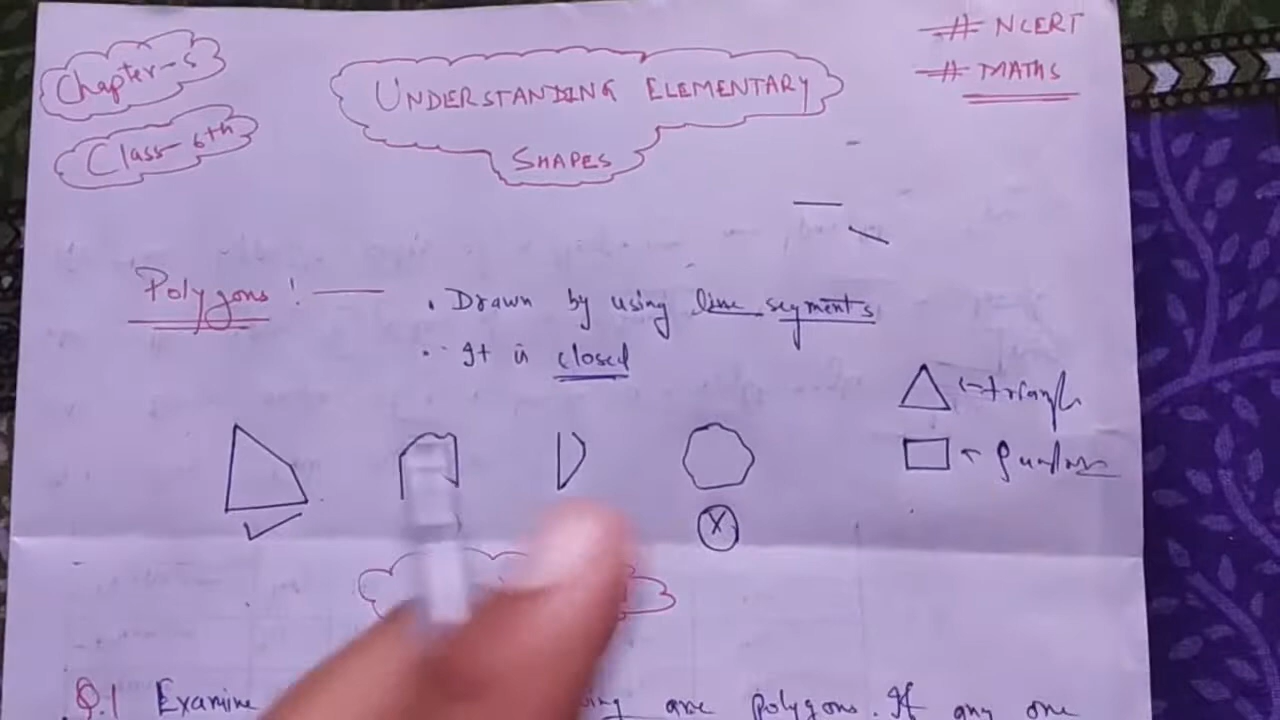 Chapter-5
Class-6th
UNDERSTANDING ELEMENTARY
SHAPES
# NCERT
# MATHS
Polygons :— . Drawn by using line segments
. It is closed
X
Q.1 Examine are polygons. If any one